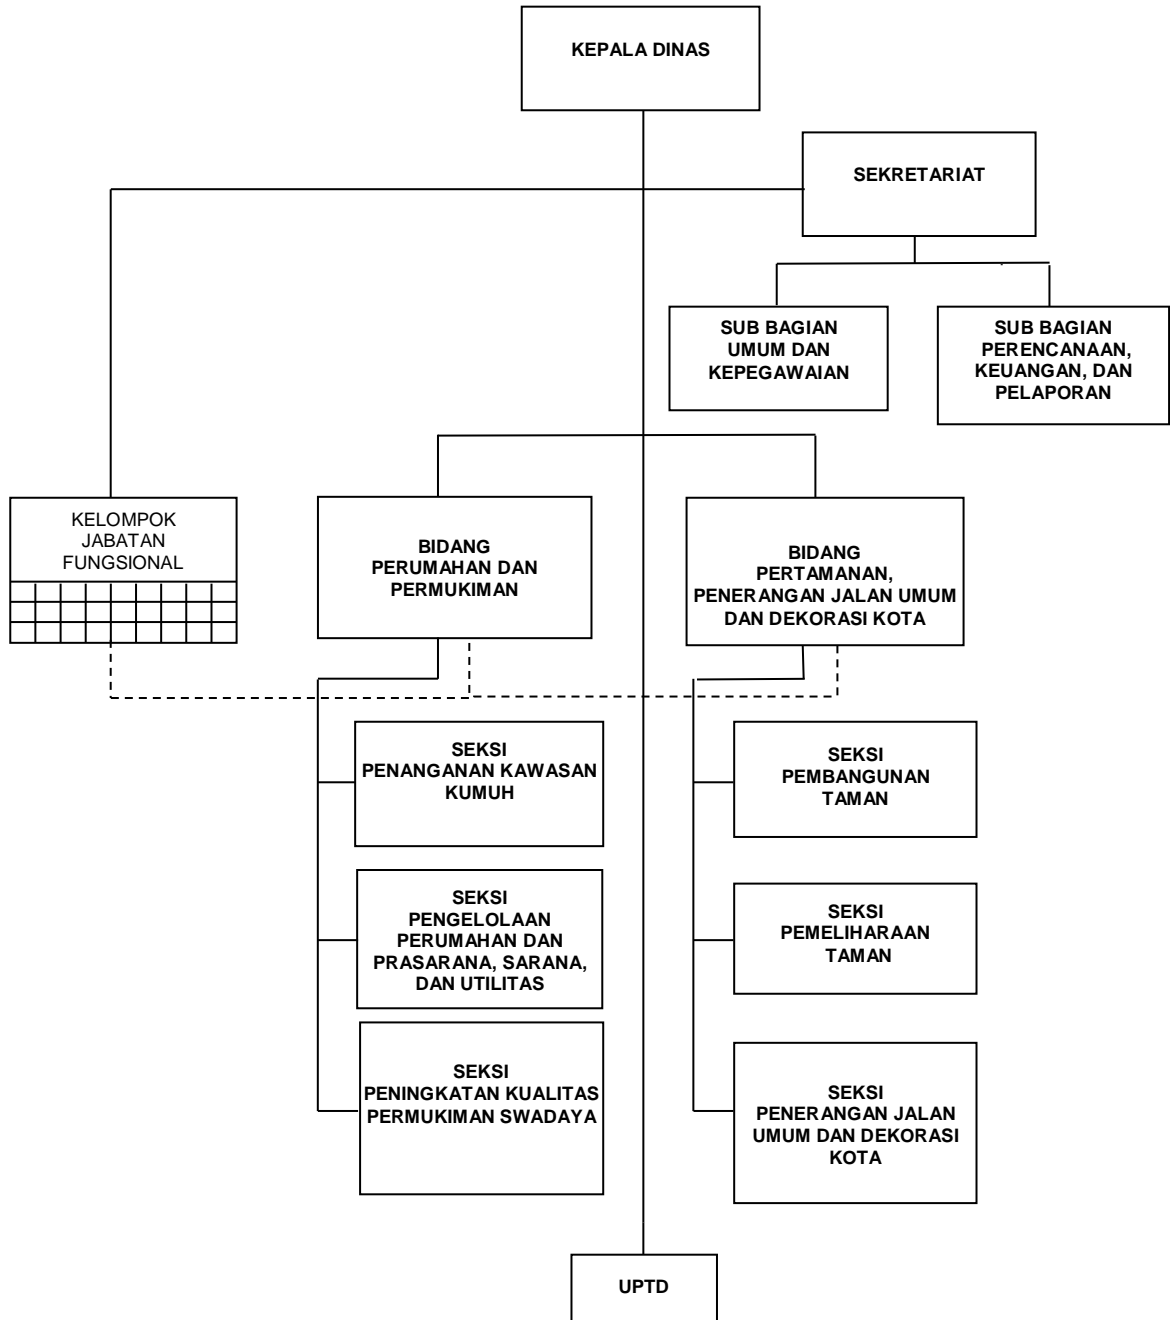 KEPALA DINAS
SEKRETARIAT
SUB BAGIAN
UMUM DAN
KEPEGAWAIAN
SUB BAGIAN
PERENCANAAN,
KEUANGAN, DAN
PELAPORAN
KELOMPOK
JABATAN
FUNGSIONAL
BIDANG
PERUMAHAN DAN
PERMUKIMAN
BIDANG
PERTAMANAN,
PENERANGAN JALAN UMUM
DAN DEKORASI KOTA
SEKSI
PENANGANAN KAWASAN
KUMUH
SEKSI
PENGELOLAAN
PERUMAHAN DAN
PRASARANA, SARANA,
DAN UTILITAS
SEKSI
PENINGKATAN KUALITAS
PERMUKIMAN SWADAYA
SEKSI
PEMBANGUNAN
TAMAN
SEKSI
PEMELIHARAAN
TAMAN
SEKSI
PENERANGAN JALAN
UMUM DAN DEKORASI
KOTA
UPTD